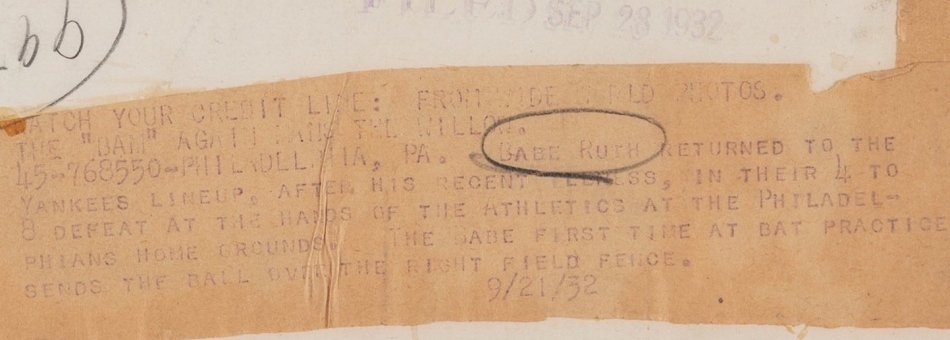 FILED SEP 28 1932
WATCH YOUR CREDIT LINE: FROM WIDE WORLD PHOTOS.
THE "BAM" AGAIN THE WILLOW.
45-768550-PHILADELPHIA, PA. BABE RUTH RETURNED TO THE
YANKEES LINEUP, AFTER HIS RECENT ILLNESS, IN THEIR 4 TO
8 DEFEAT AT THE HANDS OF THE ATHLETICS AT THE PHILADEL-
PHIANS HOME GROUNDS. THE BABE FIRST TIME AT BAT PRACTICE
SENDS THE BALL OVER THE RIGHT FIELD FENCE.
9/21/32